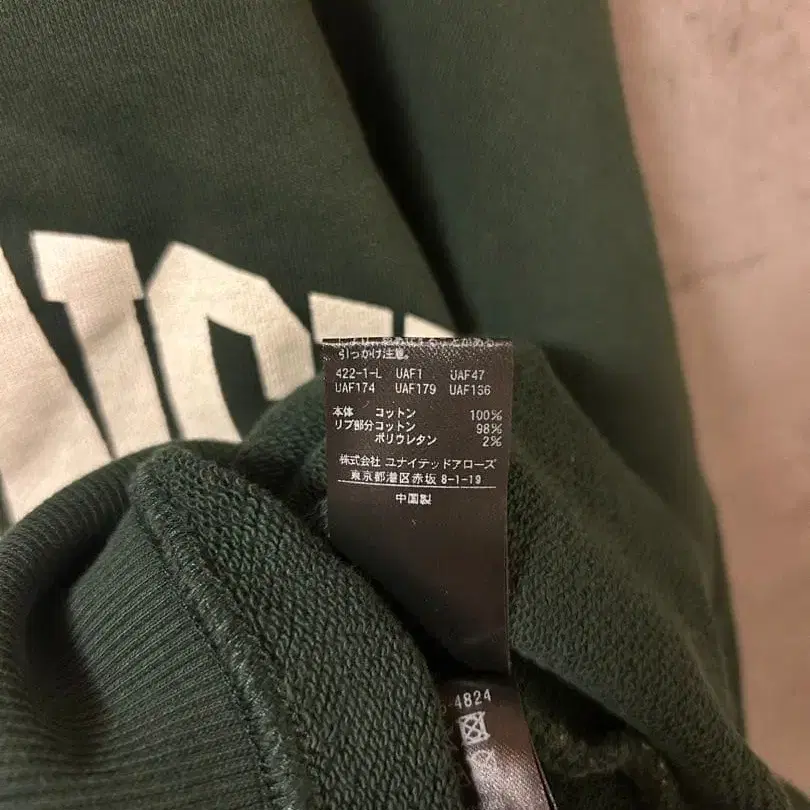 引っかけ注意。
422-1-L UAF1 UAF47
UAF174 UAF179 UAF136
本体 コットン 100%
リブ部分コットン 98%
ポリウレタン 2%
株式会社 ユナイテッドアローズ
東京都港区赤坂 8-1-19
中国製
-4824